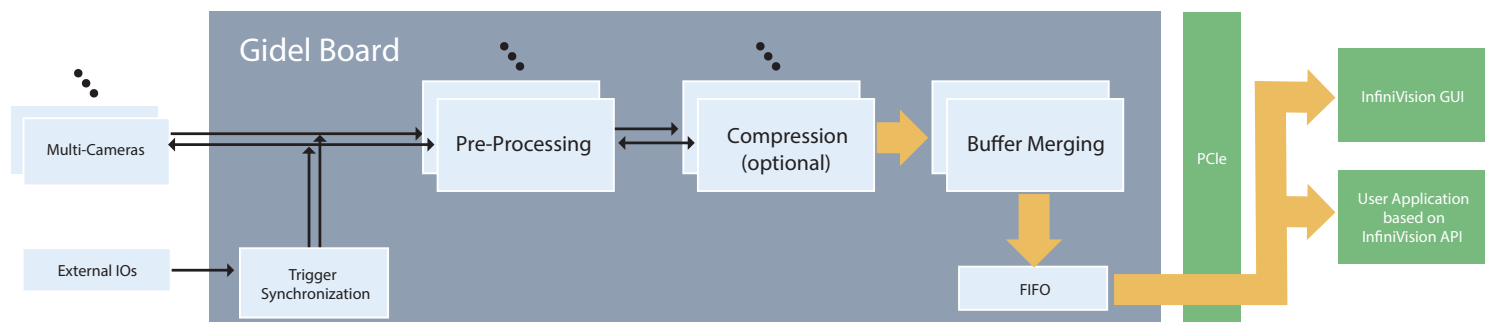 Gidel Board
Multi-Cameras
Pre-Processing
Compression
(optional)
Buffer Merging
PCIe
InfiniVision GUI
User Application
based on
InfiniVision API
External IOs
Trigger
Synchronization
FIFO